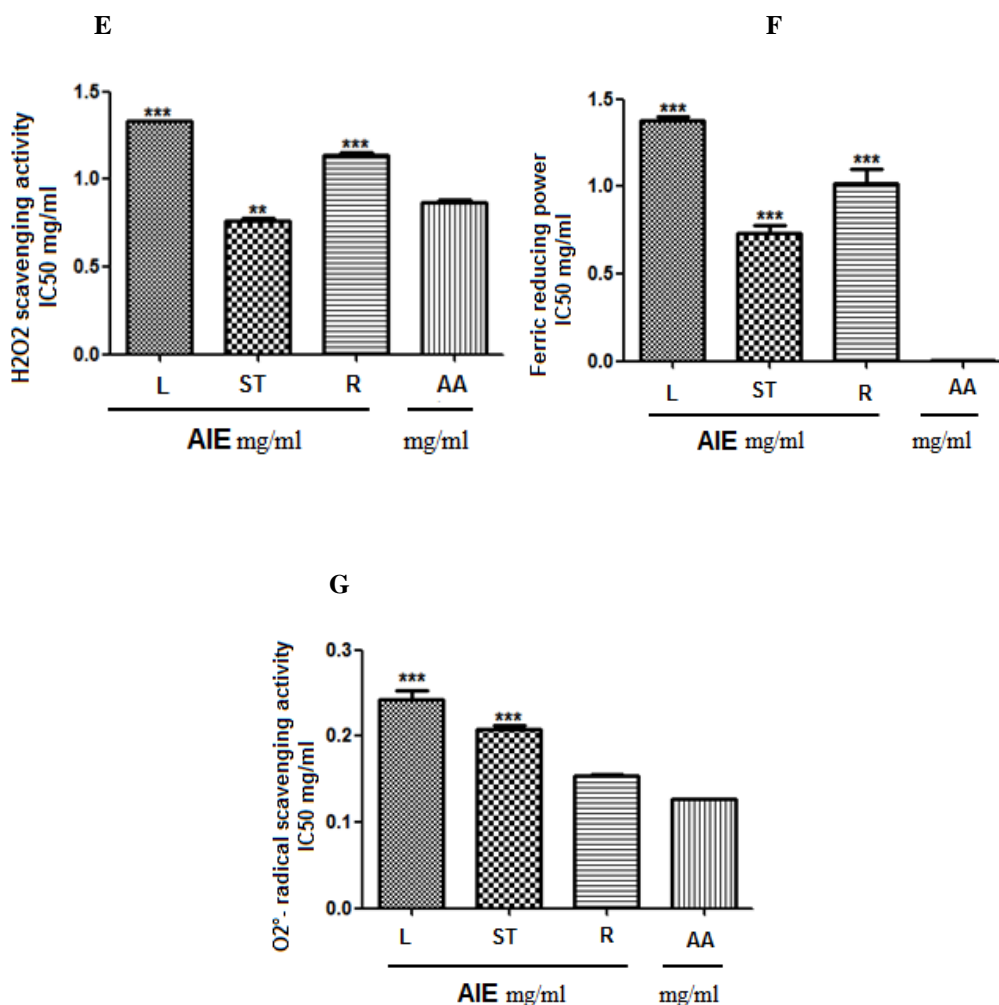 E
H2O2 scavenging activity
IC50 mg/ml
1.5
1.0
0.5
0.0
***
**
***
L ST R AA
AIE mg/ml mg/ml
F
Ferric reducing power
IC50 mg/ml
1.5
1.0
0.5
0.0
***
***
***
L ST R AA
AIE mg/ml mg/ml
G
O2°- radical scavenging activity
IC50 mg/ml
0.3
0.2
0.1
0.0
***
***
L ST R AA
AIE mg/ml mg/ml